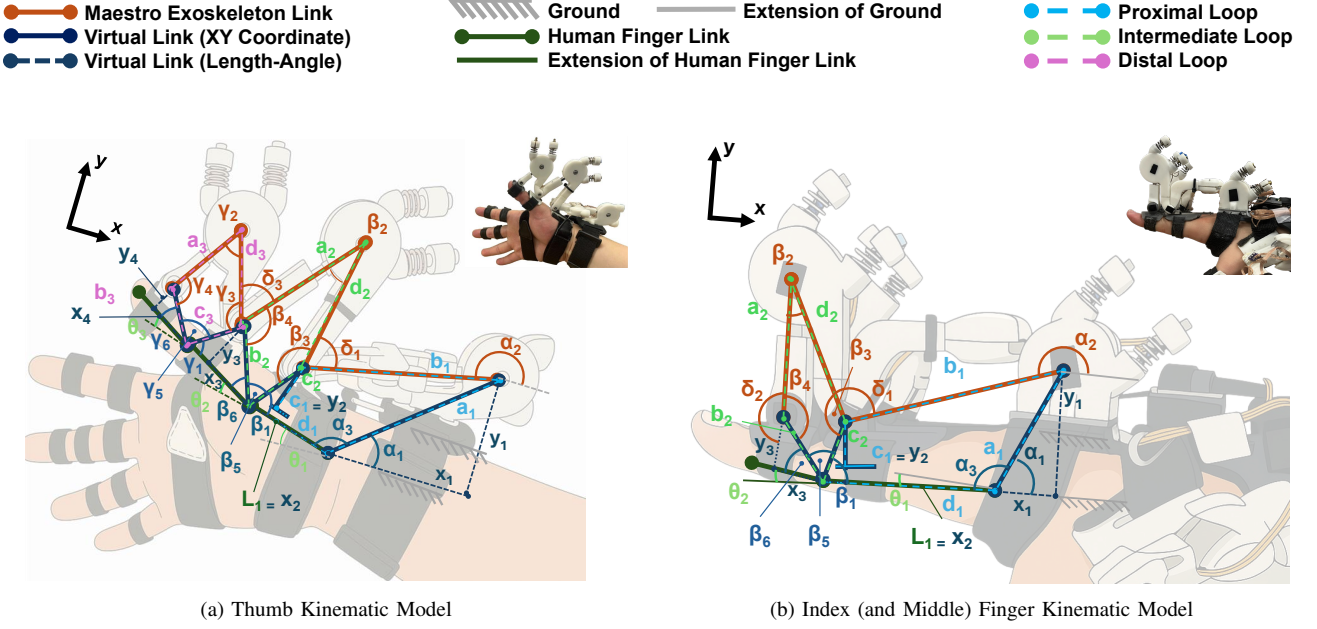 Maestro Exoskeleton Link
Virtual Link (XY Coordinate)
Virtual Link (Length-Angle)
Ground
Extension of Ground
Human Finger Link
Extension of Human Finger Link
Proximal Loop
Intermediate Loop
Distal Loop
y
x
γ2
a3
d3
y4
b3
x4
γ4
γ3
δ3
c3
θ3
γ6
γ1
γ5
y3
x3
θ2
β2
a2
d2
β4
β3
b2
δ1
c2
b1
α2
c1 = y2
d1
a1
β6
β1
β5
α3
α1
θ1
y1
x1
L1 = x2
y
x
β2
a2
d2
β3
b1
α2
δ2
β4
δ1
b2
c2
y3
c1 = y2
y1
a1
α3
α1
θ2
x3
β1
θ1
d1
x1
β6
β5
L1 = x2
(a) Thumb Kinematic Model
(b) Index (and Middle) Finger Kinematic Model